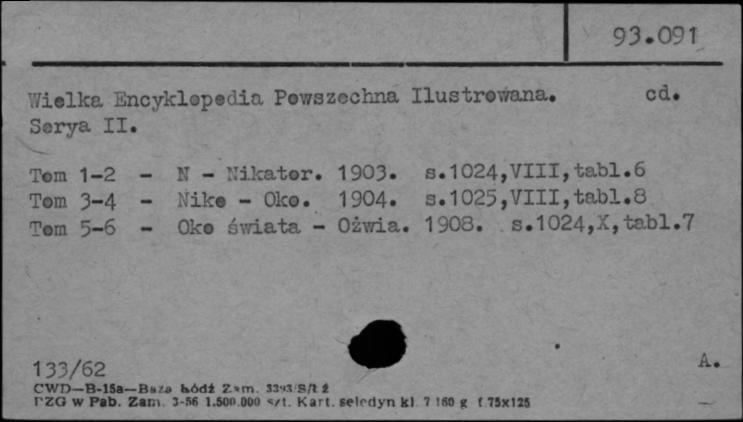 93.091
Wielka Encyklopedia Powszechna Ilustrowana. cd.
Serya II.
Tom 1-2 - N - Nikator. 1903. s.1024,VIII,tabl.6
Tom 3-4 - Nike - Oko. 1904. s.1025,VIII,tabl.8
Tom 5-6 - Oko świata - Ożwia. 1908. s.1024,X,tabl.7
133/62 A.
CWD—B-15a—Baza Łódź Zam. 3393/S/Ł
PZG w Pab. Zam. 3-56 1.500.000 szt. Kart. seledyn kl. 7 160 g f.75x125